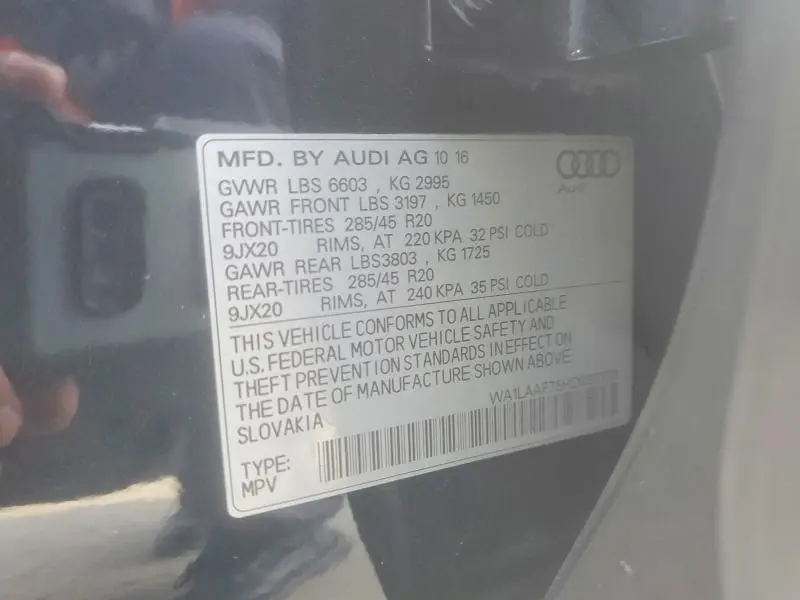 MFD. BY AUDI AG 10 16
Audi
GVWR LBS 6603 , KG 2995
GAWR FRONT LBS 3197 , KG 1450
FRONT-TIRES 285/45 R20
9JX20 RIMS, AT 220 KPA 32 PSI COLD
GAWR REAR LBS3803 , KG 1725
REAR-TIRES 285/45 R20
9JX20 RIMS, AT 240 KPA 35 PSI COLD
THIS VEHICLE CONFORMS TO ALL APPLICABLE
U.S. FEDERAL MOTOR VEHICLE SAFETY AND
THEFT PREVENTION STANDARDS IN EFFECT ON
THE DATE OF MANUFACTURE SHOWN ABOVE
SLOVAKIA
TYPE:
MPV